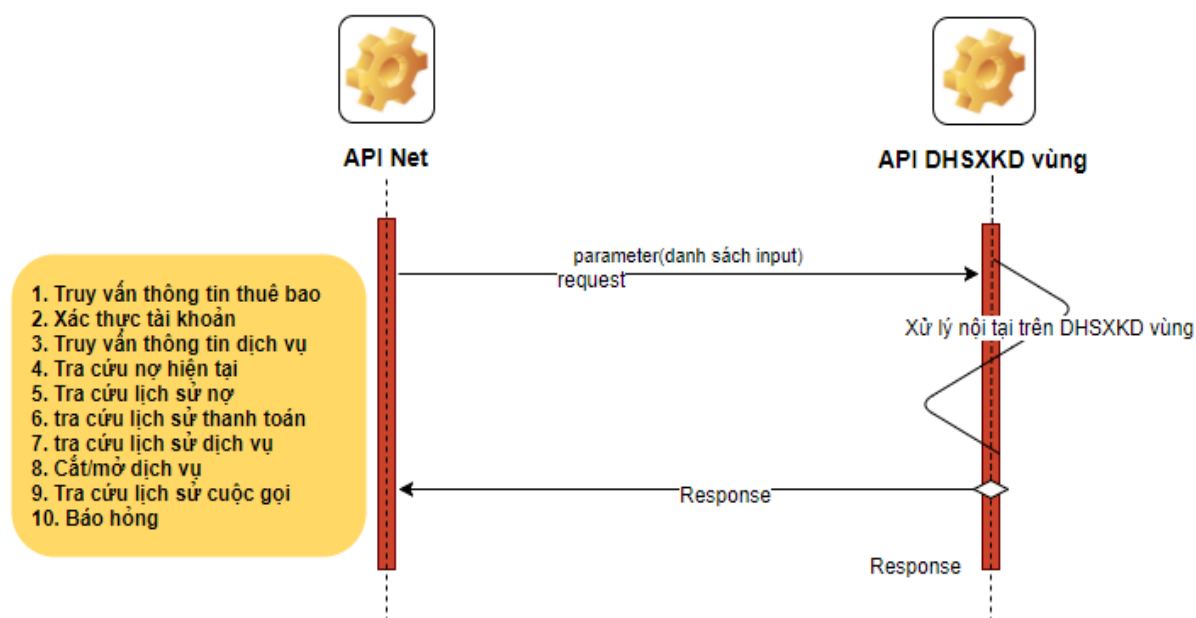 API Net
API DHSXKD vùng
parameter(danh sách input)
request
Xử lý nội tại trên DHSXKD vùng
1. Truy vấn thông tin thuê bao
2. Xác thực tài khoản
3. Truy vấn thông tin dịch vụ
4. Tra cứu nợ hiện tại
5. Tra cứu lịch sử nợ
6. tra cứu lịch sử thanh toán
7. tra cứu lịch sử dịch vụ
8. Cắt/mở dịch vụ
9. Tra cứu lịch sử cuộc gọi
10. Báo hỏng
Response
Response